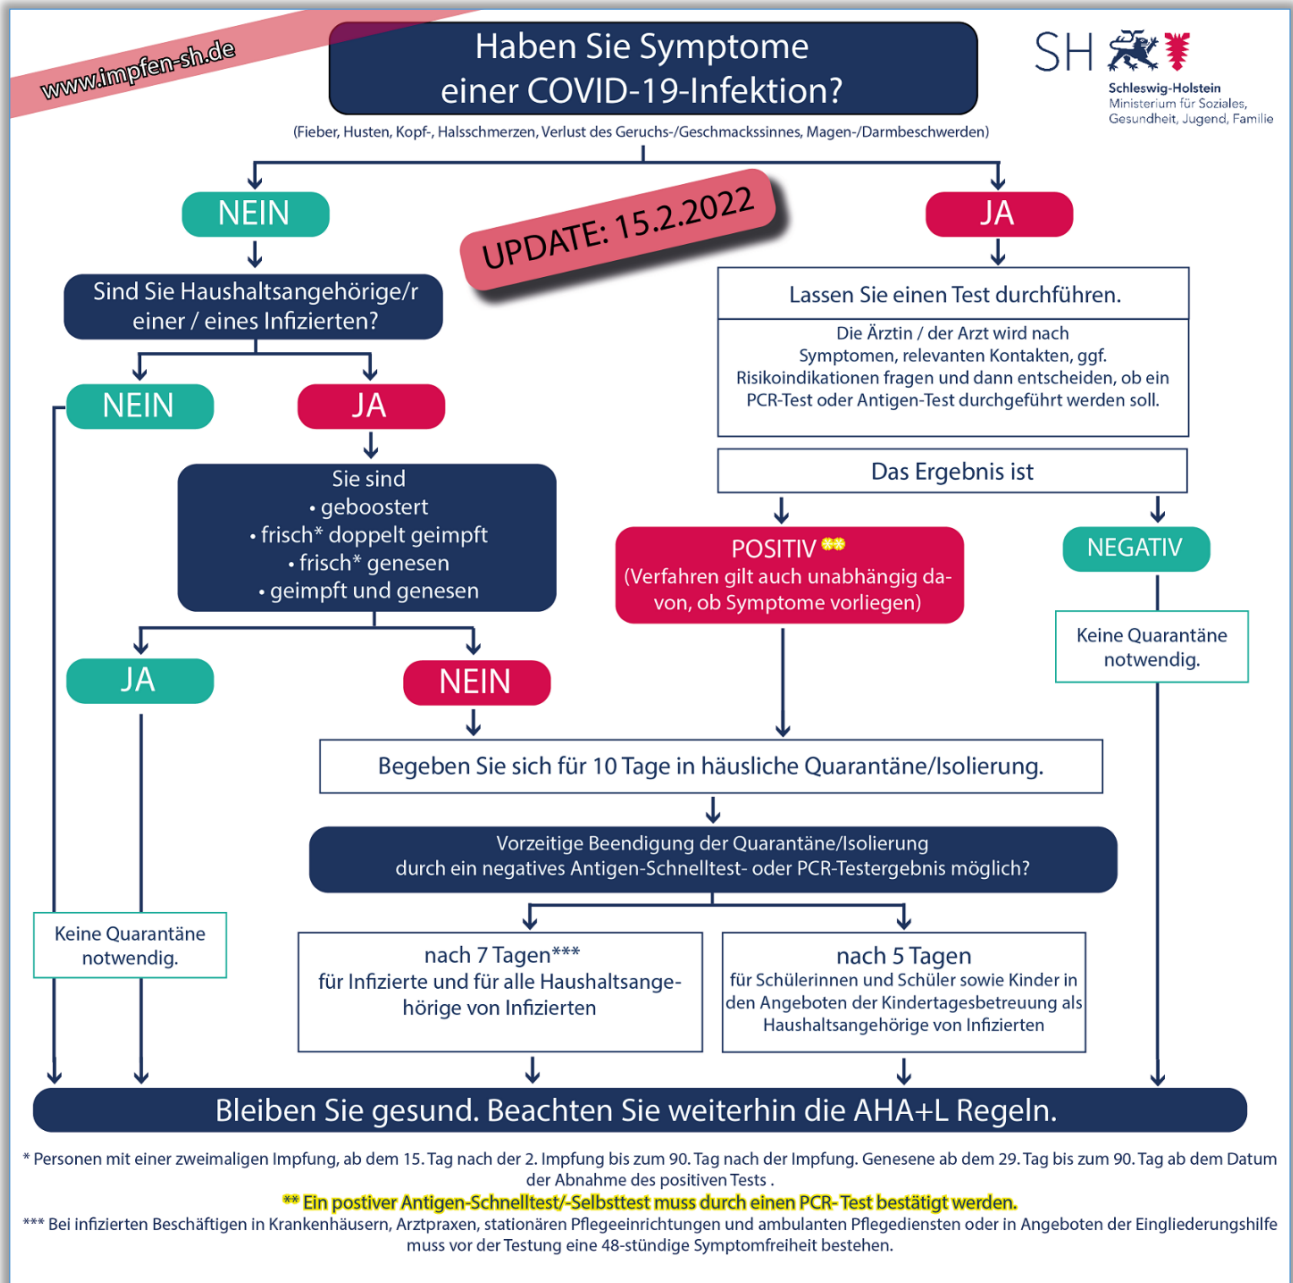 www.impfen-sh.de
Haben Sie Symptome
einer COVID-19-Infektion?
SH
Schleswig-Holstein
Ministerium für Soziales,
Gesundheit, Jugend, Familie
(Fieber, Husten, Kopf-, Halsschmerzen, Verlust des Geruchs-/Geschmackssinnes, Magen-/Darmbeschwerden)
NEIN
UPDATE: 15.2.2022
JA
Sind Sie Haushaltsangehörige/r
einer / eines Infizierten?
Lassen Sie einen Test durchführen.
Die Ärztin / der Arzt wird nach
Symptomen, relevanten Kontakten, ggf.
Risikoindikationen fragen und dann entscheiden, ob ein
PCR-Test oder Antigen-Test durchgeführt werden soll.
NEIN
JA
Das Ergebnis ist
Sie sind
• geboostert
• frisch* doppelt geimpft
• frisch* genesen
• geimpft und genesen
POSITIV **
(Verfahren gilt auch unabhängig da-
von, ob Symptome vorliegen)
NEGATIV
Keine Quarantäne
notwendig.
JA
NEIN
Begeben Sie sich für 10 Tage in häusliche Quarantäne/Isolierung.
Vorzeitige Beendigung der Quarantäne/Isolierung
durch ein negatives Antigen-Schnelltest- oder PCR-Testergebnis möglich?
Keine Quarantäne
notwendig.
nach 7 Tagen***
für Infizierte und für alle Haushaltsange-
hörige von Infizierten
nach 5 Tagen
für Schülerinnen und Schüler sowie Kinder in
den Angeboten der Kindertagesbetreuung als
Haushaltsangehörige von Infizierten
Bleiben Sie gesund. Beachten Sie weiterhin die AHA+L Regeln.
* Personen mit einer zweimaligen Impfung, ab dem 15. Tag nach der 2. Impfung bis zum 90. Tag nach der Impfung. Genesene ab dem 29. Tag bis zum 90. Tag ab dem Datum
der Abnahme des positiven Tests .
** Ein postiver Antigen-Schnelltest/-Selbsttest muss durch einen PCR- Test bestätigt werden.
*** Bei infizierten Beschäftigen in Krankenhäusern, Arztpraxen, stationären Pflegeeinrichtungen und ambulanten Pflegediensten oder in Angeboten der Eingliederungshilfe
muss vor der Testung eine 48-stündige Symptomfreiheit bestehen.